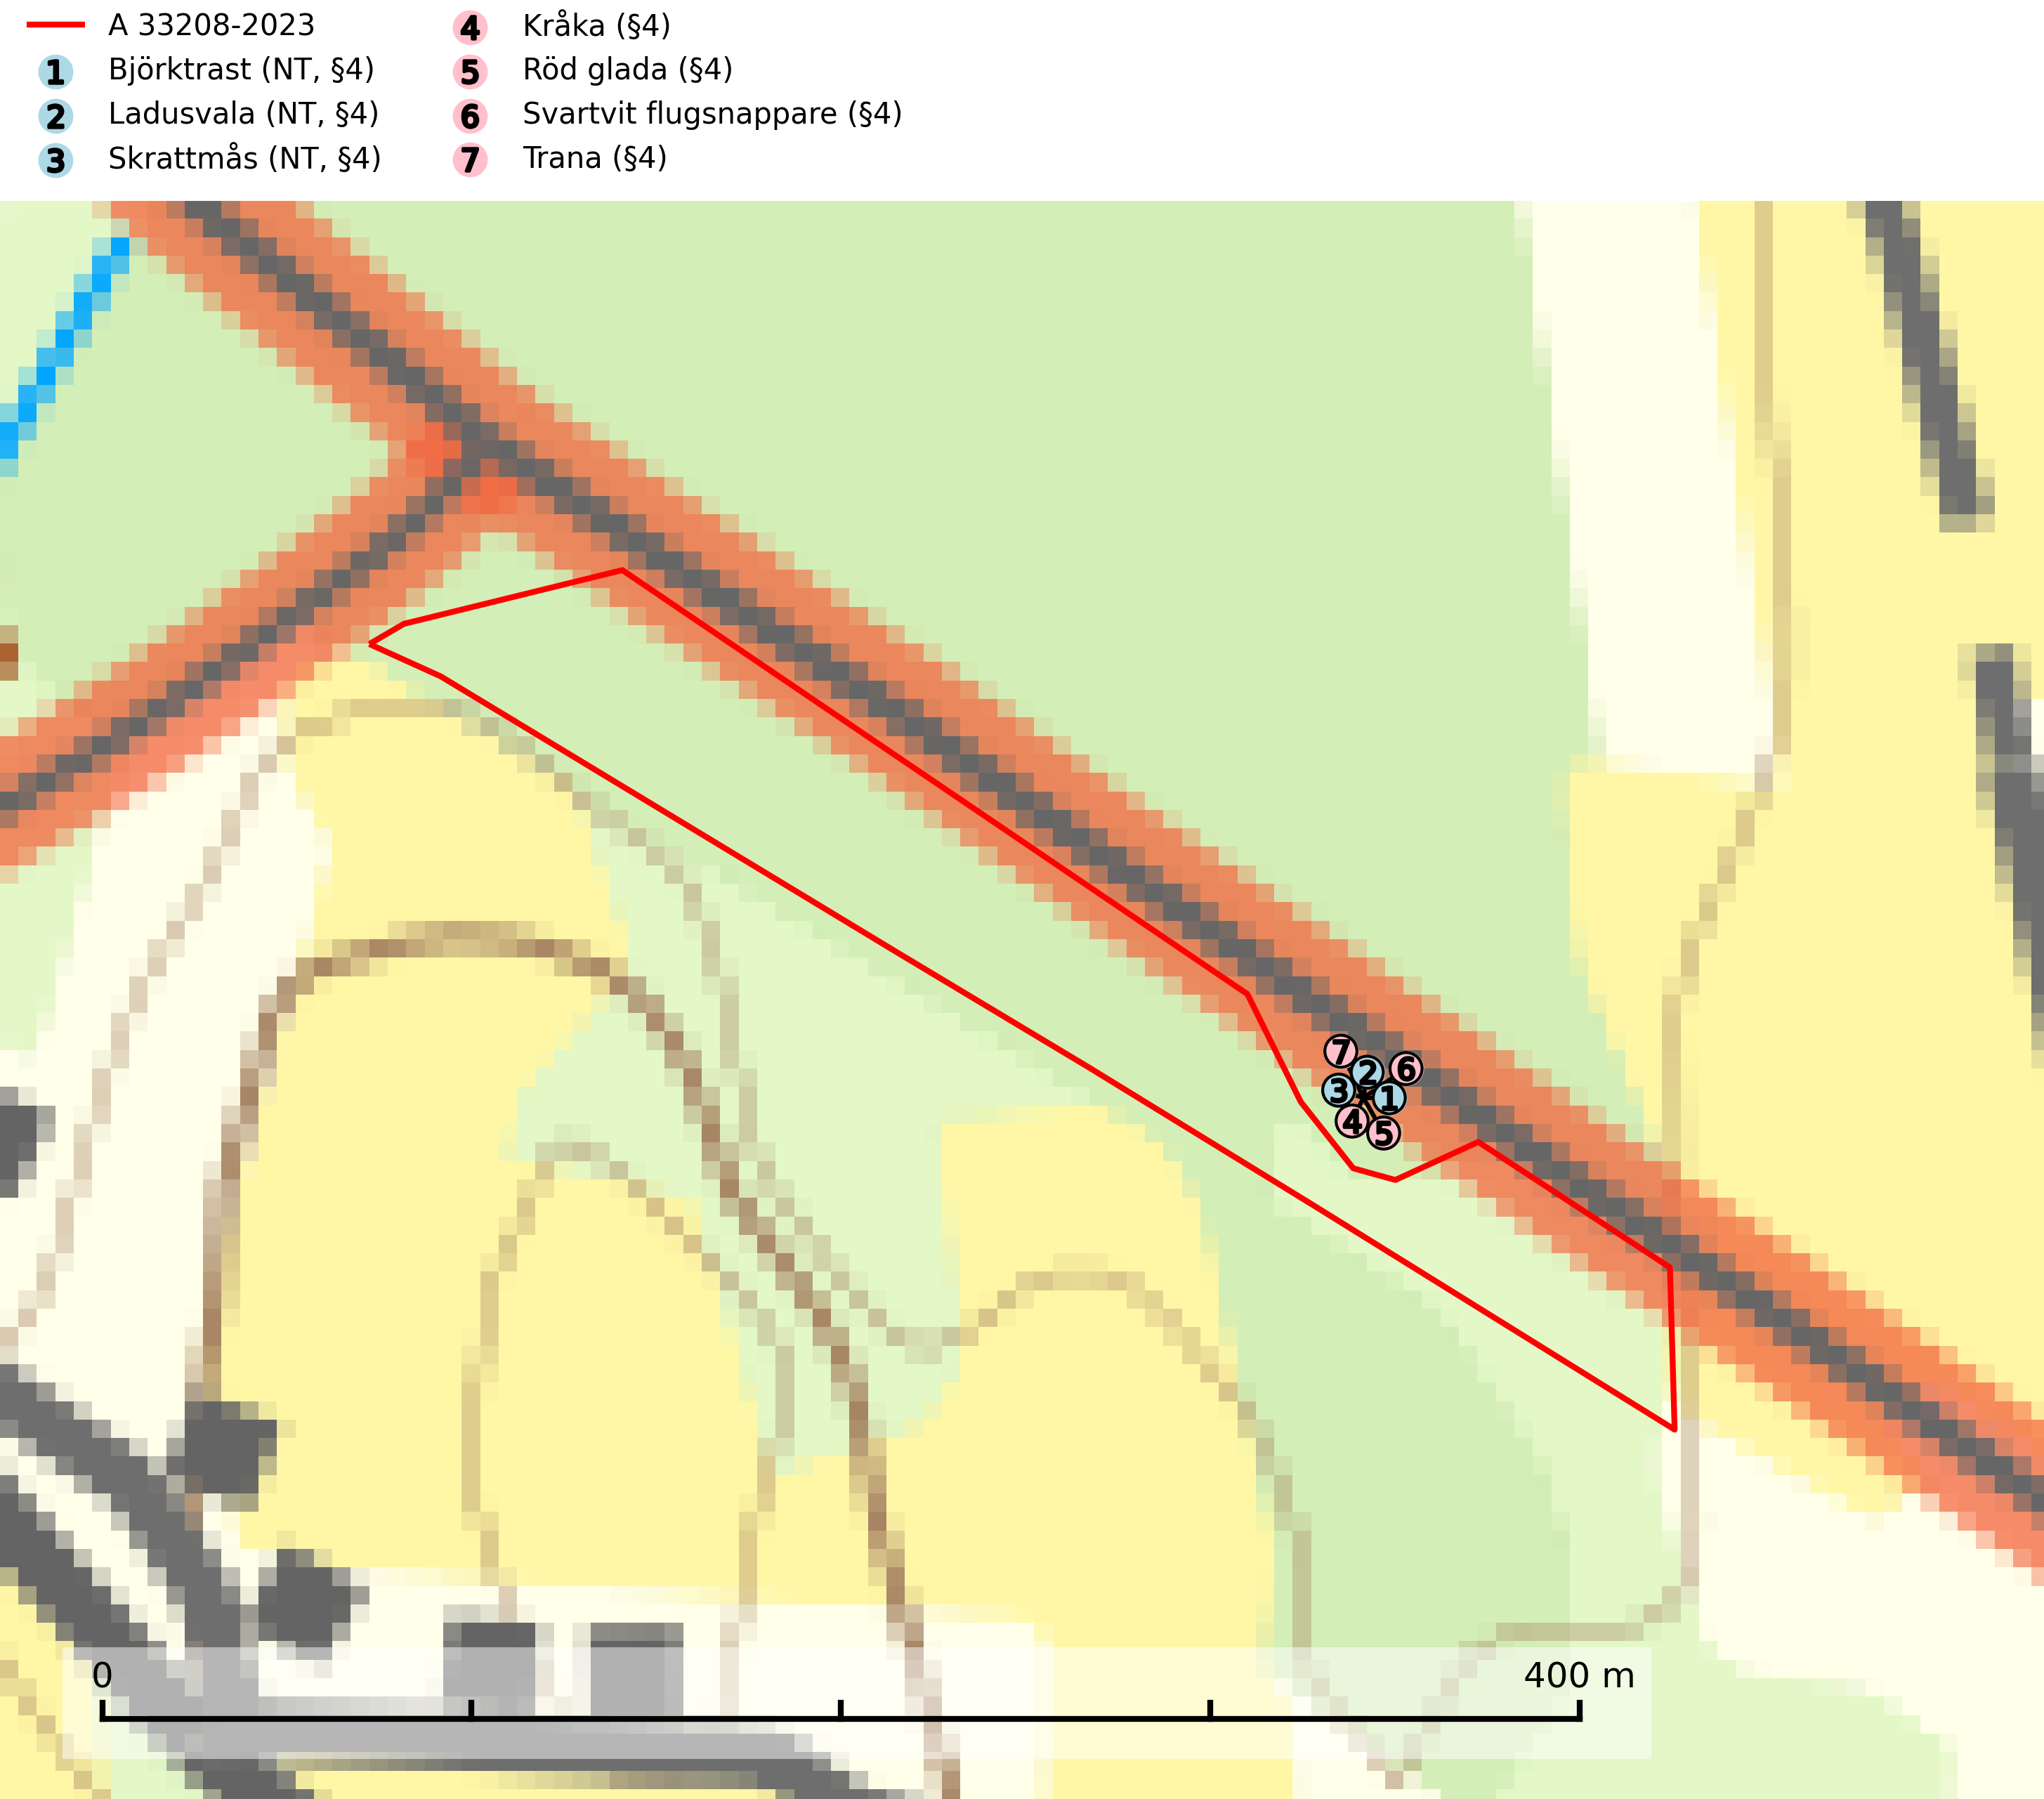 A 33208-2023
1 Björktrast (NT, §4)
2 Ladusvala (NT, §4)
3 Skrattmås (NT, §4)
4 Kråka (§4)
5 Röd glada (§4)
6 Svartvit flugsnappare (§4)
7 Trana (§4)
7
2 6
3 1
4 5
0 400 m